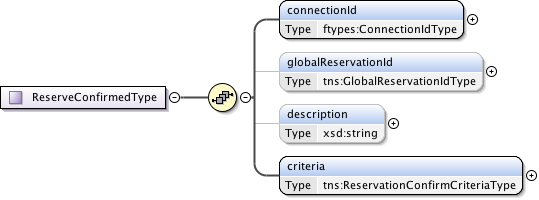 connectionId
Type ftypes:ConnectionIdType
globalReservationId
Type tns:GlobalReservationIdType
ReserveConfirmedType
description
Type xsd:string
criteria
Type tns:ReservationConfirmCriteriaType